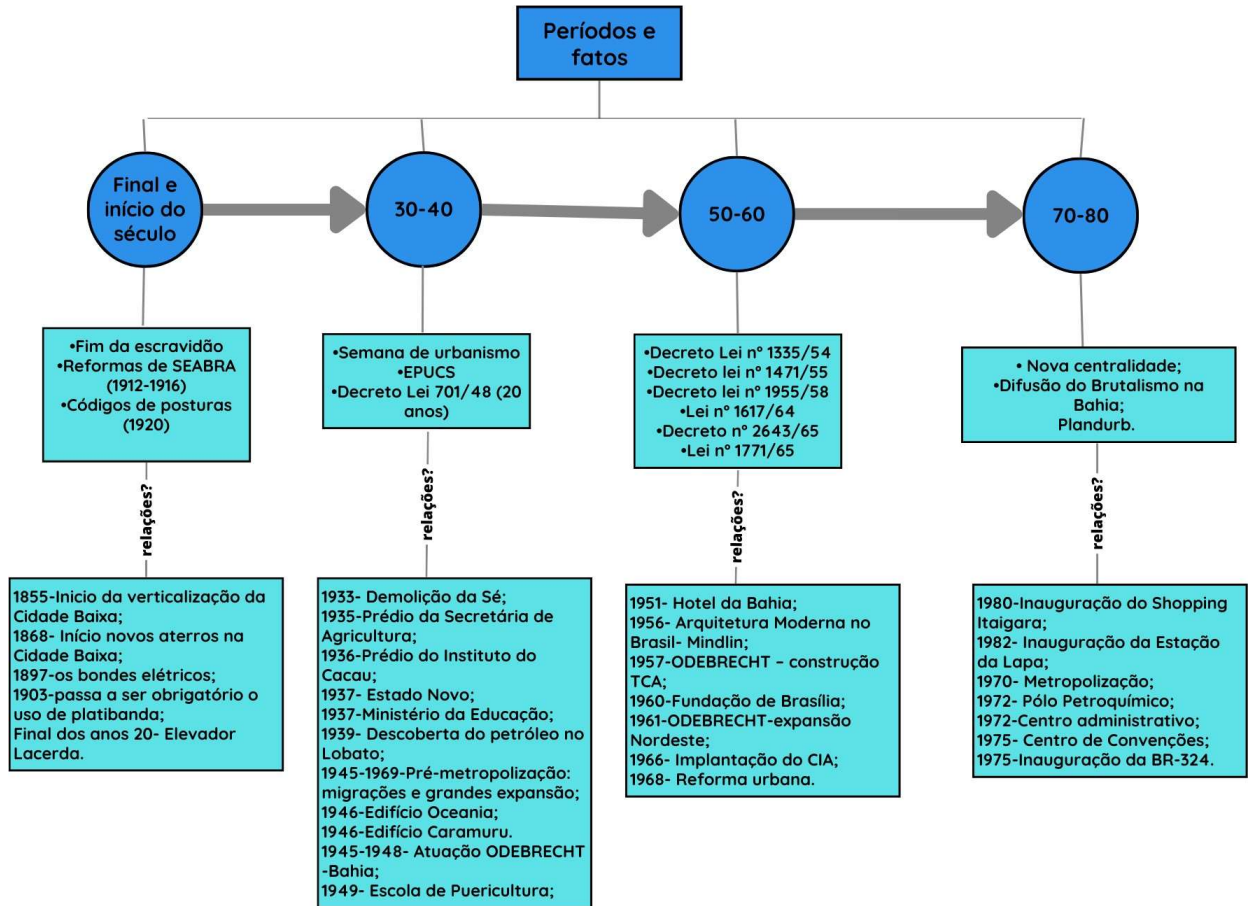 Períodos e
fatos
Final e
início do
século
30-40
50-60
70-80
•Fim da escravidão
•Reformas de SEABRA
(1912-1916)
•Códigos de posturas
(1920)
•Semana de urbanismo
•EPUCS
•Decreto Lei 701/48 (20
anos)
•Decreto Lei nº 1335/54
•Decreto lei nº 1471/55
•Decreto lei nº 1955/58
•Lei nº 1617/64
•Decreto nº 2643/65
•Lei nº 1771/65
• Nova centralidade;
•Difusão do Brutalismo na
Bahia;
Plandurb.
relações?
relações?
relações?
relações?
1855-Inicio da verticalização da
Cidade Baixa;
1868- Início novos aterros na
Cidade Baixa;
1897-os bondes elétricos;
1903-passa a ser obrigatório o
uso de platibanda;
Final dos anos 20- Elevador
Lacerda.
1933- Demolição da Sé;
1935-Prédio da Secretária de
Agricultura;
1936-Prédio do Instituto do
Cacau;
1937- Estado Novo;
1937-Ministério da Educação;
1939- Descoberta do petróleo no
Lobato;
1945-1969-Pré-metropolização:
migrações e grandes expansão;
1946-Edifício Oceania;
1946-Edifício Caramuru.
1945-1948- Atuação ODEBRECHT
-Bahia;
1949- Escola de Puericultura;
1951- Hotel da Bahia;
1956- Arquitetura Moderna no
Brasil- Mindlin;
1957-ODEBRECHT – construção
TCA;
1960-Fundação de Brasília;
1961-ODEBRECHT-expansão
Nordeste;
1966- Implantação do CIA;
1968- Reforma urbana.
1980-Inauguração do Shopping
Itaigara;
1982- Inauguração da Estação
da Lapa;
1970- Metropolização;
1972- Pólo Petroquímico;
1972-Centro administrativo;
1975- Centro de Convenções;
1975-Inauguração da BR-324.